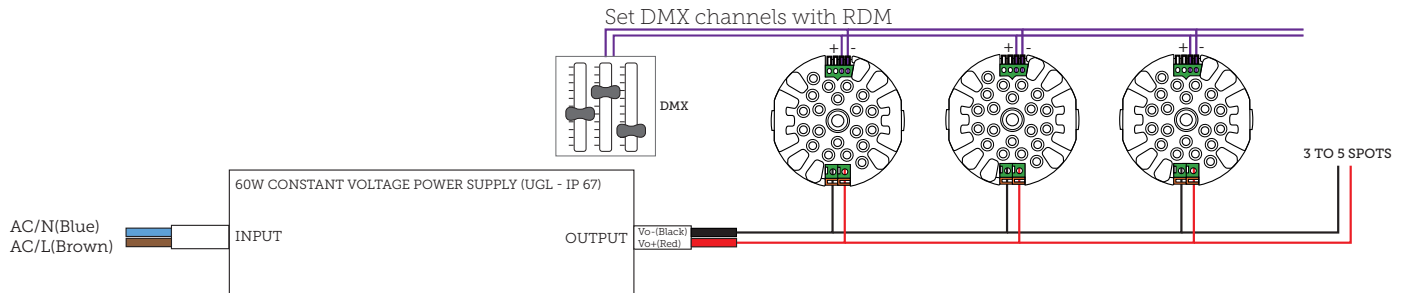 Set DMX channels with RDM
+ -
+ -
+ -
DMX
3 TO 5 SPOTS
60W CONSTANT VOLTAGE POWER SUPPLY (UGL - IP 67)
AC/N(Blue)
AC/L(Brown)
INPUT
OUTPUT
Vo-(Black)
Vo+(Red)